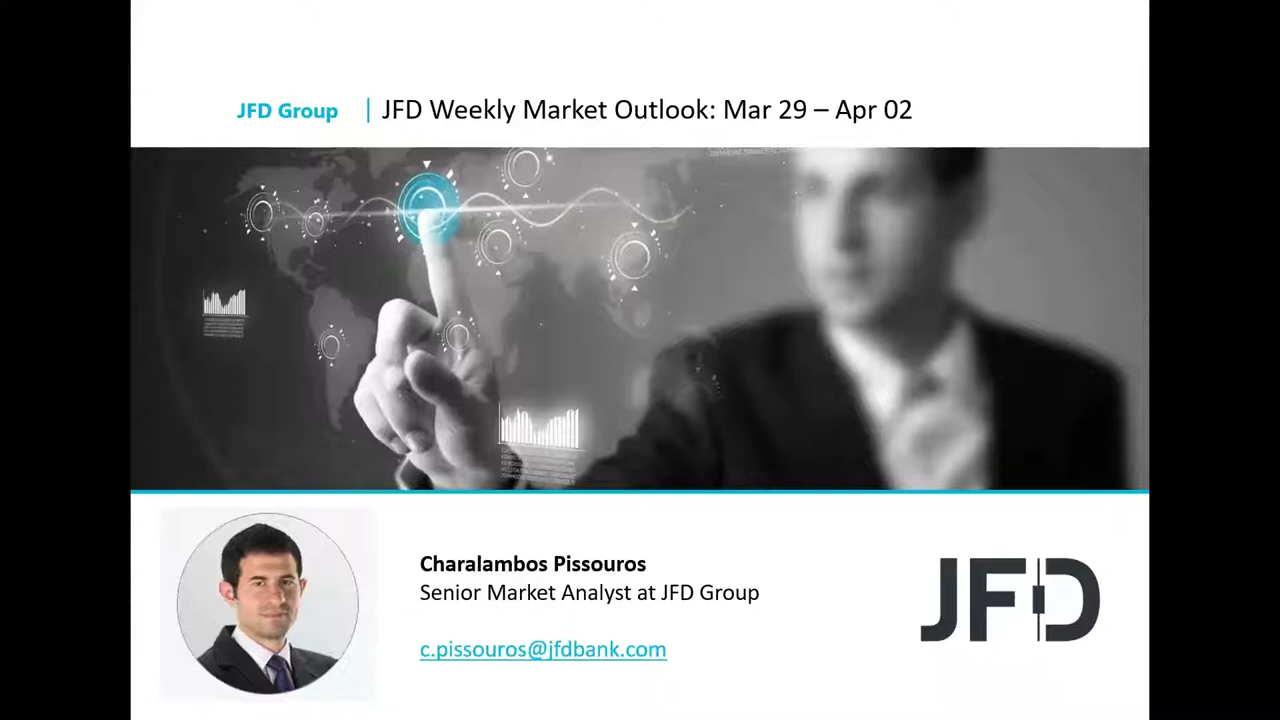 JFD Group | JFD Weekly Market Outlook: Mar 29 – Apr 02
Charalambos Pissouros
Senior Market Analyst at JFD Group
c.pissouros@jfdbank.com
JFD